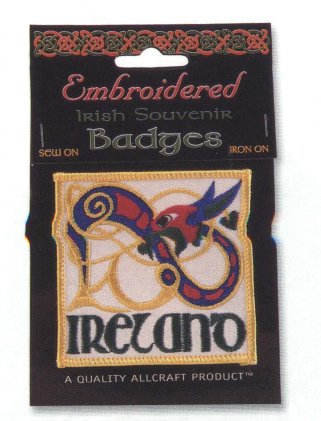 Embroidered
Irish Souvenir
Badges
SEW ON
IRON ON
IRELAND
A QUALITY ALLCRAFT PRODUCT™